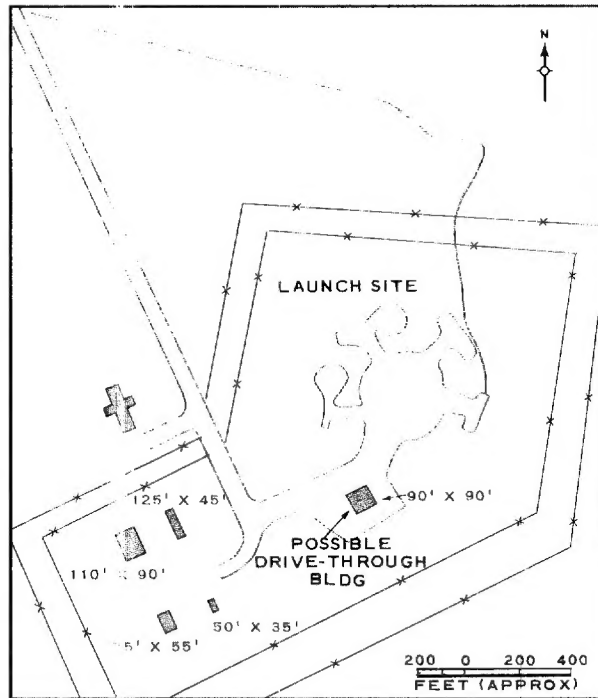 N
LAUNCH SITE
125' X 45'
90' X 90'
POSSIBLE
DRIVE-THROUGH
BLDG
110' X 90'
50' X 35'
X 55'
200 0 200 400
FEET (APPROX)